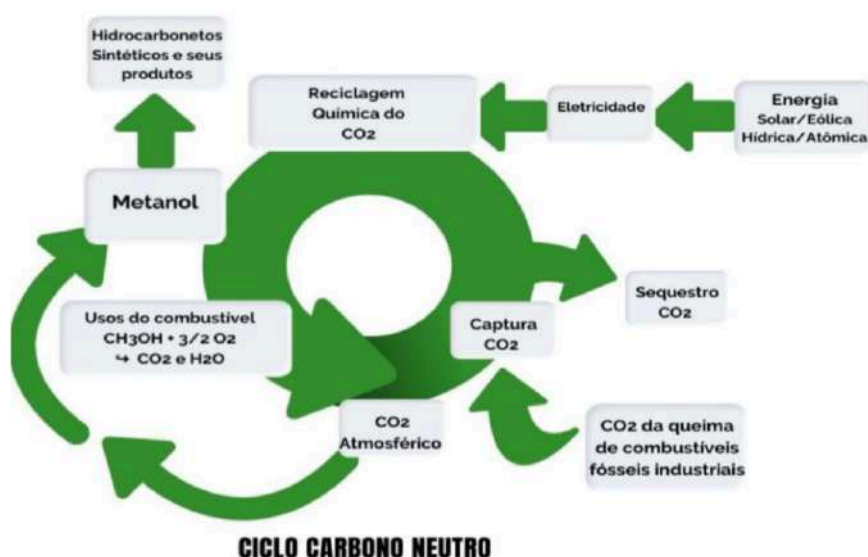 Hidrocarbonetos
Sintéticos e seus
produtos
Reciclagem
Química do
CO2
Eletricidade
Energia
Solar/Eólica
Hídrica/Atômica
Metanol
Usos do combustível
CH3OH + 3/2 O2
↪ CO2 e H2O
Captura
CO2
Sequestro
CO2
CO2
Atmosférico
CO2 da queima
de combustíveis
fósseis industriais
CICLO CARBONO NEUTRO